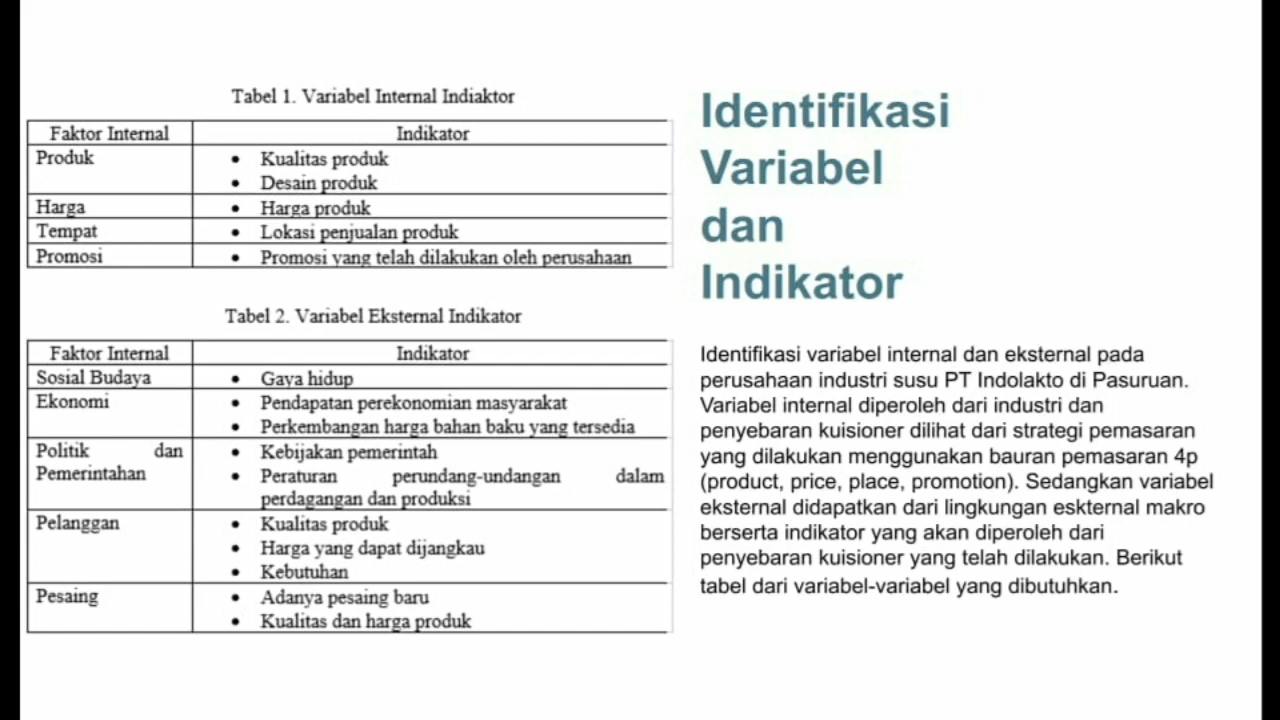 Tabel 1. Variabel Internal Indiaktor
Faktor Internal Indikator
Produk • Kualitas produk
• Desain produk
Harga • Harga produk
Tempat • Lokasi penjualan produk
Promosi • Promosi yang telah dilakukan oleh perusahaan
Tabel 2. Variabel Eksternal Indikator
Faktor Internal Indikator
Sosial Budaya • Gaya hidup
Ekonomi • Pendapatan perekonomian masyarakat
• Perkembangan harga bahan baku yang tersedia
Politik dan • Kebijakan pemerintah
Pemerintahan • Peraturan perundang-undangan dalam
perdagangan dan produksi
Pelanggan • Kualitas produk
• Harga yang dapat dijangkau
• Kebutuhan
Pesaing • Adanya pesaing baru
• Kualitas dan harga produk
Identifikasi
Variabel
dan
Indikator
Identifikasi variabel internal dan eksternal pada
perusahaan industri susu PT Indolakto di Pasuruan.
Variabel internal diperoleh dari industri dan
penyebaran kuisioner dilihat dari strategi pemasaran
yang dilakukan menggunakan bauran pemasaran 4p
(product, price, place, promotion). Sedangkan variabel
eksternal didapatkan dari lingkungan eskternal makro
berserta indikator yang akan diperoleh dari
penyebaran kuisioner yang telah dilakukan. Berikut
tabel dari variabel-variabel yang dibutuhkan.